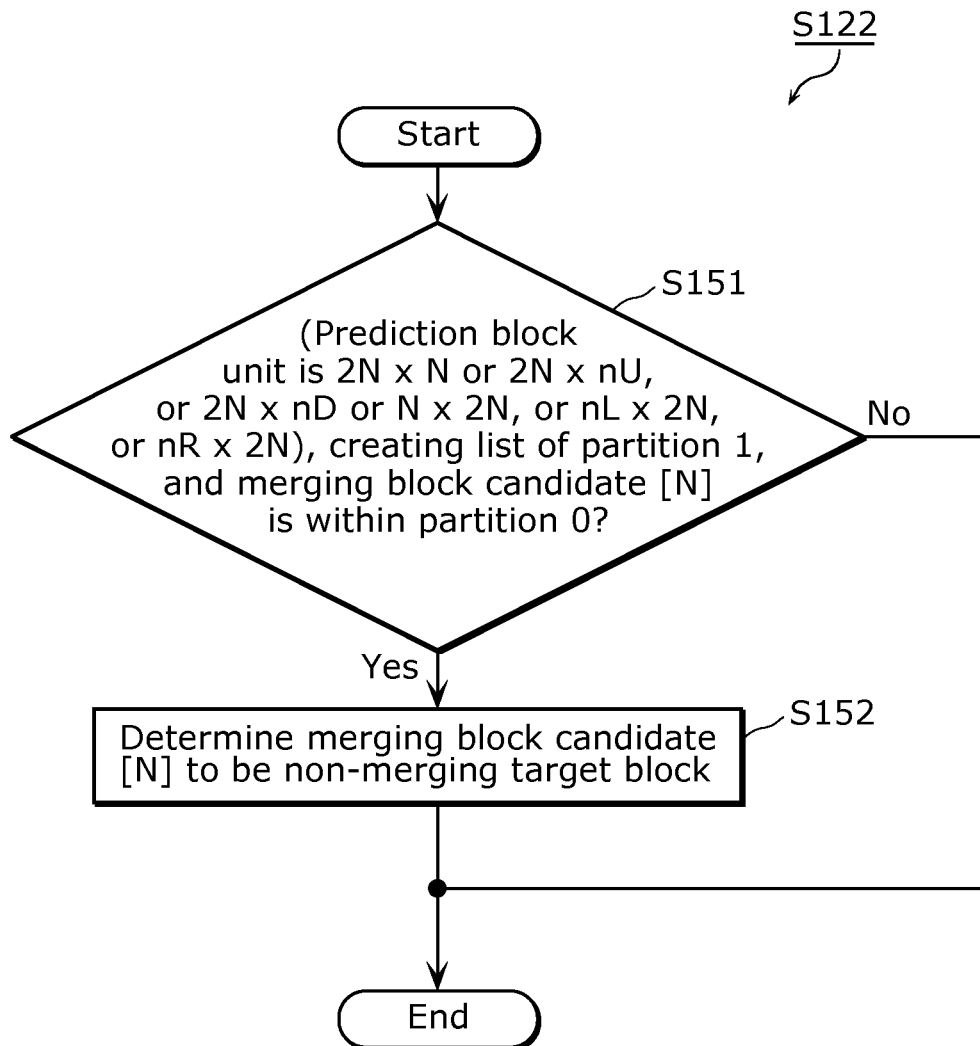 S122
Start
S151
(Prediction block
unit is 2N x N or 2N x nU,
or 2N x nD or N x 2N, or nL x 2N,
or nR x 2N), creating list of partition 1,
and merging block candidate [N]
is within partition 0?
No
Yes
S152
Determine merging block candidate
[N] to be non-merging target block
End